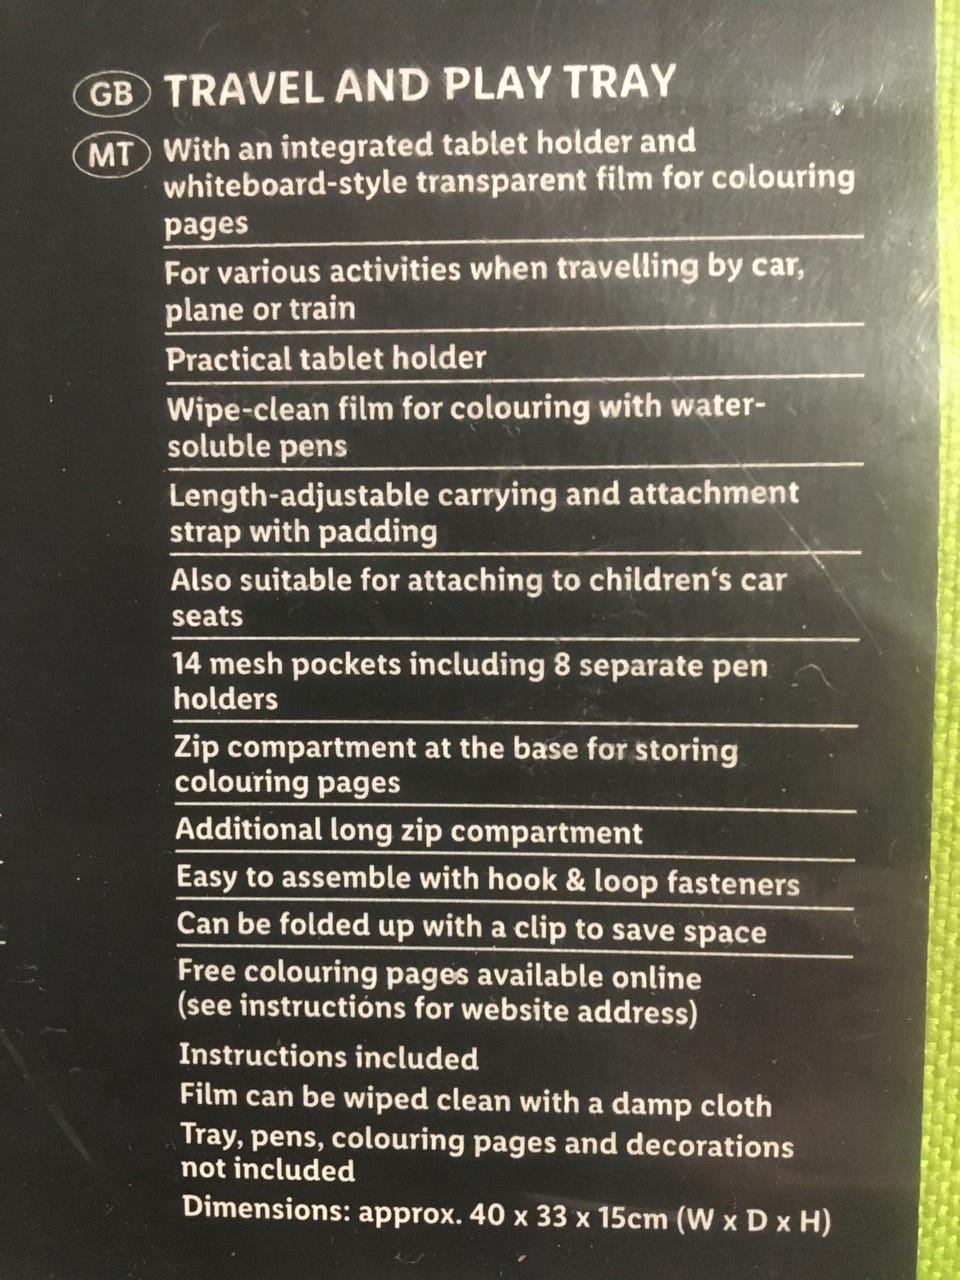 GB TRAVEL AND PLAY TRAY
MT With an integrated tablet holder and
whiteboard-style transparent film for colouring
pages
For various activities when travelling by car,
plane or train
Practical tablet holder
Wipe-clean film for colouring with water-
soluble pens
Length-adjustable carrying and attachment
strap with padding
Also suitable for attaching to children‘s car
seats
14 mesh pockets including 8 separate pen
holders
Zip compartment at the base for storing
colouring pages
Additional long zip compartment
Easy to assemble with hook & loop fasteners
Can be folded up with a clip to save space
Free colouring pages available online
(see instructions for website address)
Instructions included
Film can be wiped clean with a damp cloth
Tray, pens, colouring pages and decorations
not included
Dimensions: approx. 40 x 33 x 15cm (W x D x H)